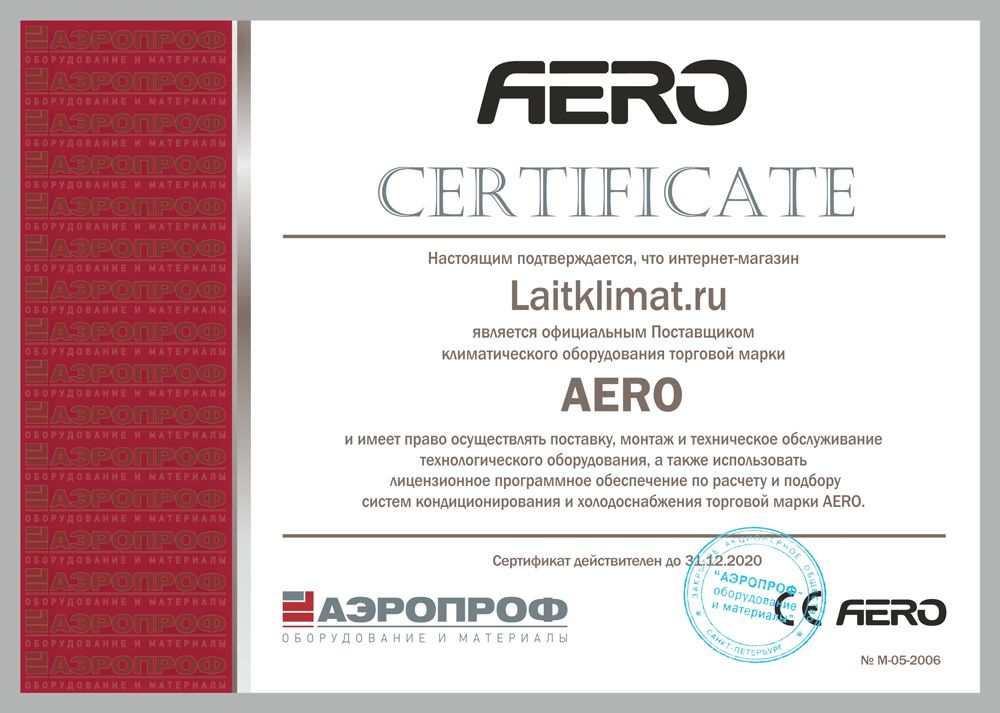 AERO
CERTIFICATE
Настоящим подтверждается, что интернет-магазин
Laitklimat.ru
является официальным Поставщиком
климатического оборудования торговой марки
AERO
и имеет право осуществлять поставку, монтаж и техническое обслуживание
технологического оборудования, а также использовать
лицензионное программное обеспечение по расчету и подбору
систем кондиционирования и холодоснабжения торговой марки AERO.
Сертификат действителен до 31.12.2020
АЭРОПРОФ
ОБОРУДОВАНИЕ И МАТЕРИАЛЫ
ЗАКРЫТОЕ АКЦИОНЕРНОЕ ОБЩЕСТВО
"АЭРОПРОФ-
оборудование
и материалы"
САНКТ-ПЕТЕРБУРГ
CE AERO
№ M-05-2006
АЭРОПРОФ
ОБОРУДОВАНИЕ И МАТЕРИАЛЫ
АЭРОПРОФ
ОБОРУДОВАНИЕ И МАТЕРИАЛЫ
АЭРОПРОФ
ОБОРУДОВАНИЕ И МАТЕРИАЛЫ
АЭРОПРОФ
ОБОРУДОВАНИЕ И МАТЕРИАЛЫ
АЭРОПРОФ
ОБОРУДОВАНИЕ И МАТЕРИАЛЫ
АЭРОПРОФ
ОБОРУДОВАНИЕ И МАТЕРИАЛЫ
АЭРОПРОФ
ОБОРУДОВАНИЕ И МАТЕРИАЛЫ
АЭРОПРОФ
ОБОРУДОВАНИЕ И МАТЕРИАЛЫ
АЭРОПРОФ
ОБОРУДОВАНИЕ И МАТЕРИАЛЫ
АЭРОПРОФ
ОБОРУДОВАНИЕ И МАТЕРИАЛЫ
АЭРОПРОФ
ОБОРУДОВАНИЕ И МАТЕРИАЛЫ
АЭРОПРОФ
ОБОРУДОВАНИЕ И МАТЕРИАЛЫ
АЭРОПРОФ
ОБОРУДОВАНИЕ И МАТЕРИАЛЫ
АЭРОПРОФ
ОБОРУДОВАНИЕ И МАТЕРИАЛЫ
АЭРОПРОФ
ОБОРУДОВАНИЕ И МАТЕРИАЛЫ
АЭРОПРОФ
ОБОРУДОВАНИЕ И МАТЕРИАЛЫ